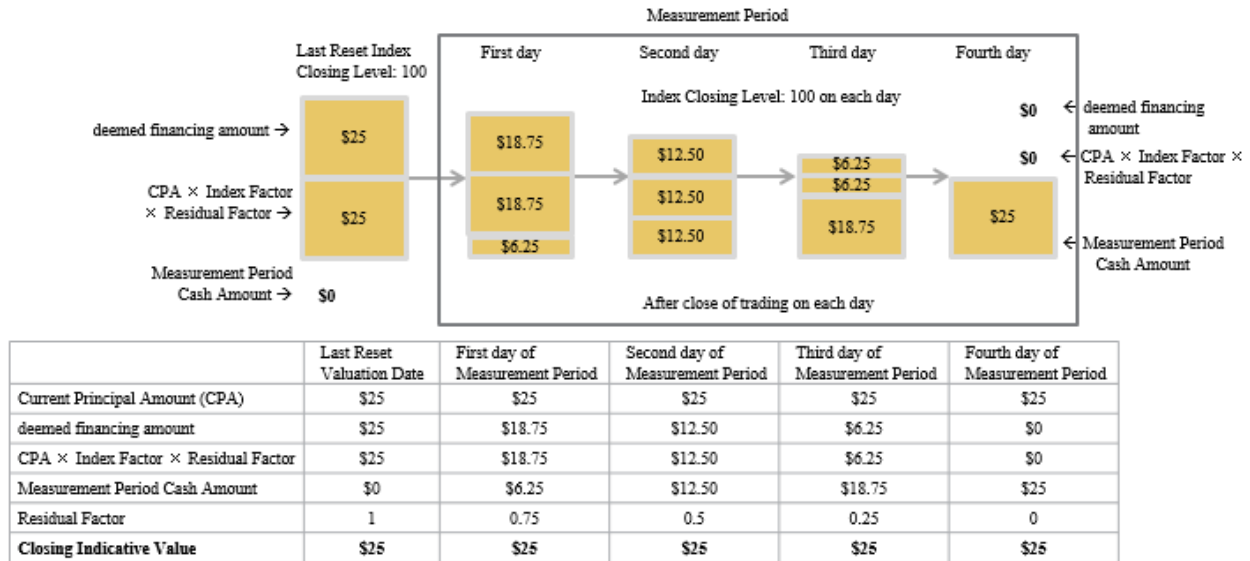 Measurement Period
Last Reset Index
Closing Level: 100
First day
Second day
Third day
Fourth day
Index Closing Level: 100 on each day
deemed financing amount →
$25
$18.75
$12.50
$6.25
$0
← deemed financing
amount
$0
← CPA × Index Factor ×
Residual Factor
CPA × Index Factor
× Residual Factor →
$25
$18.75
$12.50
$6.25
$6.25
$12.50
$18.75
$25
← Measurement Period
Cash Amount
Measurement Period
Cash Amount →
$0
After close of trading on each day
Last Reset
Valuation Date
First day of
Measurement Period
Second day of
Measurement Period
Third day of
Measurement Period
Fourth day of
Measurement Period
Current Principal Amount (CPA) $25 $25 $25 $25 $25
deemed financing amount $25 $18.75 $12.50 $6.25 $0
CPA × Index Factor × Residual Factor $25 $18.75 $12.50 $6.25 $0
Measurement Period Cash Amount $0 $6.25 $12.50 $18.75 $25
Residual Factor 1 0.75 0.5 0.25 0
Closing Indicative Value $25 $25 $25 $25 $25